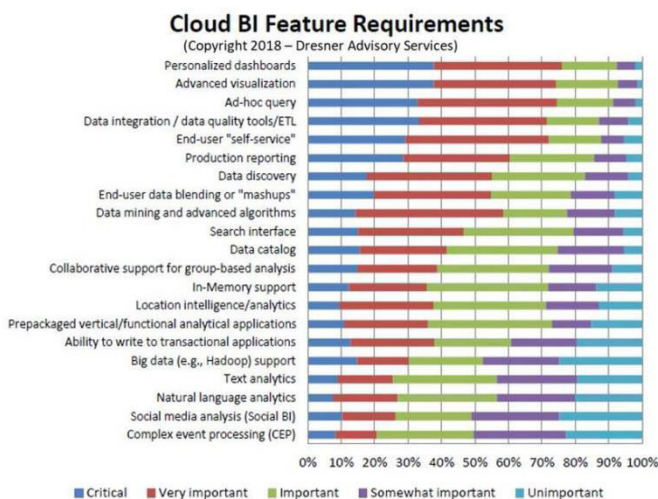 Cloud BI Feature Requirements
(Copyright 2018 – Dresner Advisory Services)
Personalized dashboards
Advanced visualization
Ad-hoc query
Data integration / data quality tools/ETL
End-user "self-service"
Production reporting
Data discovery
End-user data blending or "mashups"
Data mining and advanced algorithms
Search interface
Data catalog
Collaborative support for group-based analysis
In-Memory support
Location intelligence/analytics
Prepackaged vertical/functional analytical applications
Ability to write to transactional applications
Big data (e.g., Hadoop) support
Text analytics
Natural language analytics
Social media analysis (Social BI)
Complex event processing (CEP)
0% 10% 20% 30% 40% 50% 60% 70% 80% 90% 100%
Critical Very important Important Somewhat important Unimportant